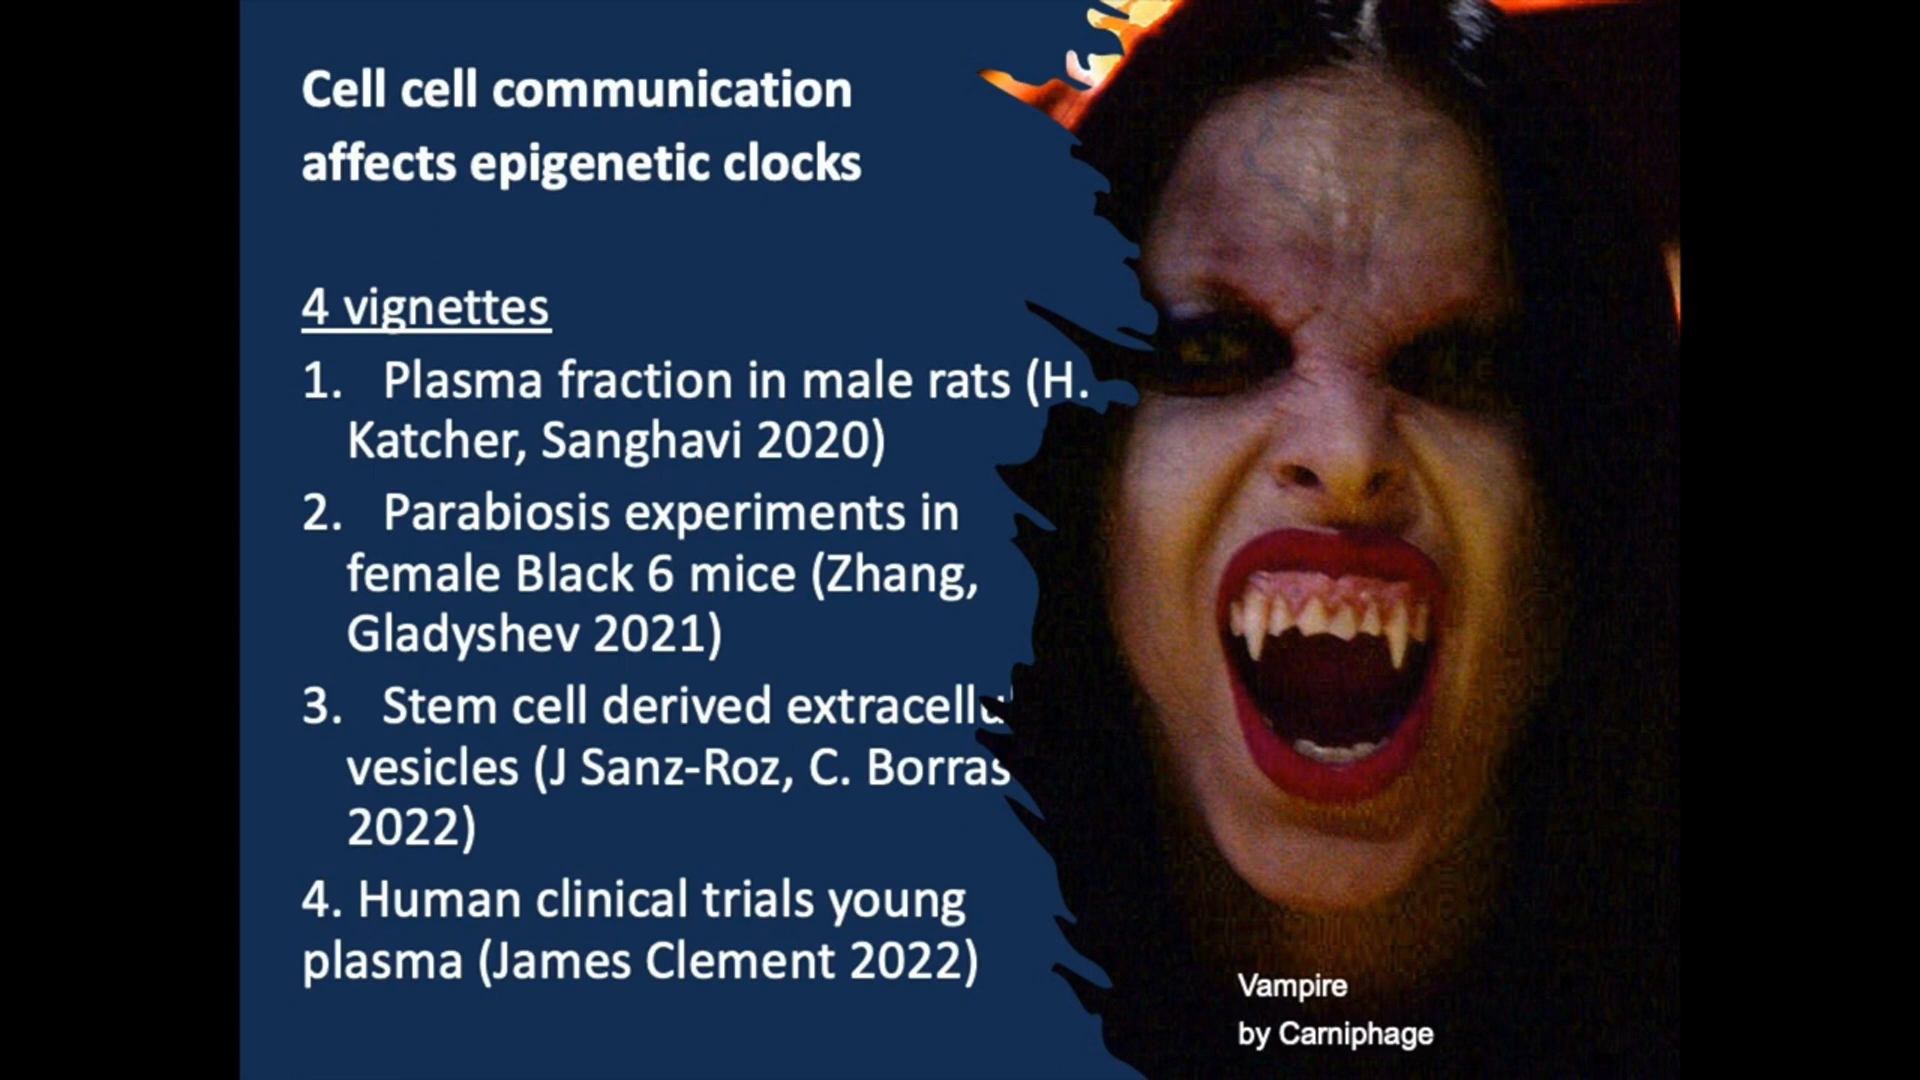 Cell cell communication
affects epigenetic clocks
4 vignettes
1. Plasma fraction in male rats (H.
Katcher, Sanghavi 2020)
2. Parabiosis experiments in
female Black 6 mice (Zhang,
Gladyshev 2021)
3. Stem cell derived
vesicles (J Sanz-Roz, C. Borras
2022)
4. Human clinical trials young
plasma (James Clement 2022)
Vampire
by Carniphage